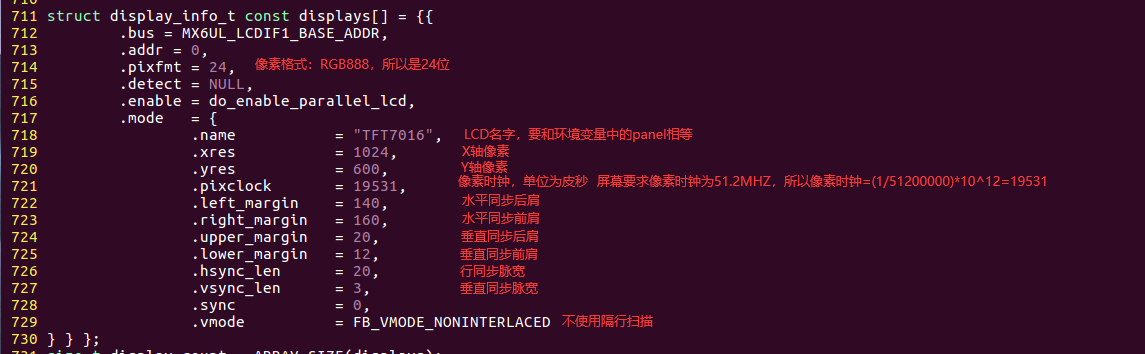 711 struct display_info_t const displays[] = {{
712 .bus = MX6UL_LCDIF1_BASE_ADDR,
713 .addr = 0,
714 .pixfmt = 24, 像素格式：RGB888，所以是24位
715 .detect = NULL,
716 .enable = do_enable_parallel_lcd,
717 .mode = {
718 .name = "TFT7016", LCD名字，要和环境变量中的panel相等
719 .xres = 1024, X轴像素
720 .yres = 600, Y轴像素
721 .pixclock = 19531, 像素时钟，单位为皮秒 屏幕要求像素时钟为51.2MHZ，所以像素时钟=(1/51200000)*10^12=19531
722 .left_margin = 140, 水平同步后肩
723 .right_margin = 160, 水平同步前肩
724 .upper_margin = 20, 垂直同步后肩
725 .lower_margin = 12, 垂直同步前肩
726 .hsync_len = 20, 行同步脉宽
727 .vsync_len = 3, 垂直同步脉宽
728 .sync = 0,
729 .vmode = FB_VMODE_NONINTERLACED 不使用隔行扫描
730 } } };